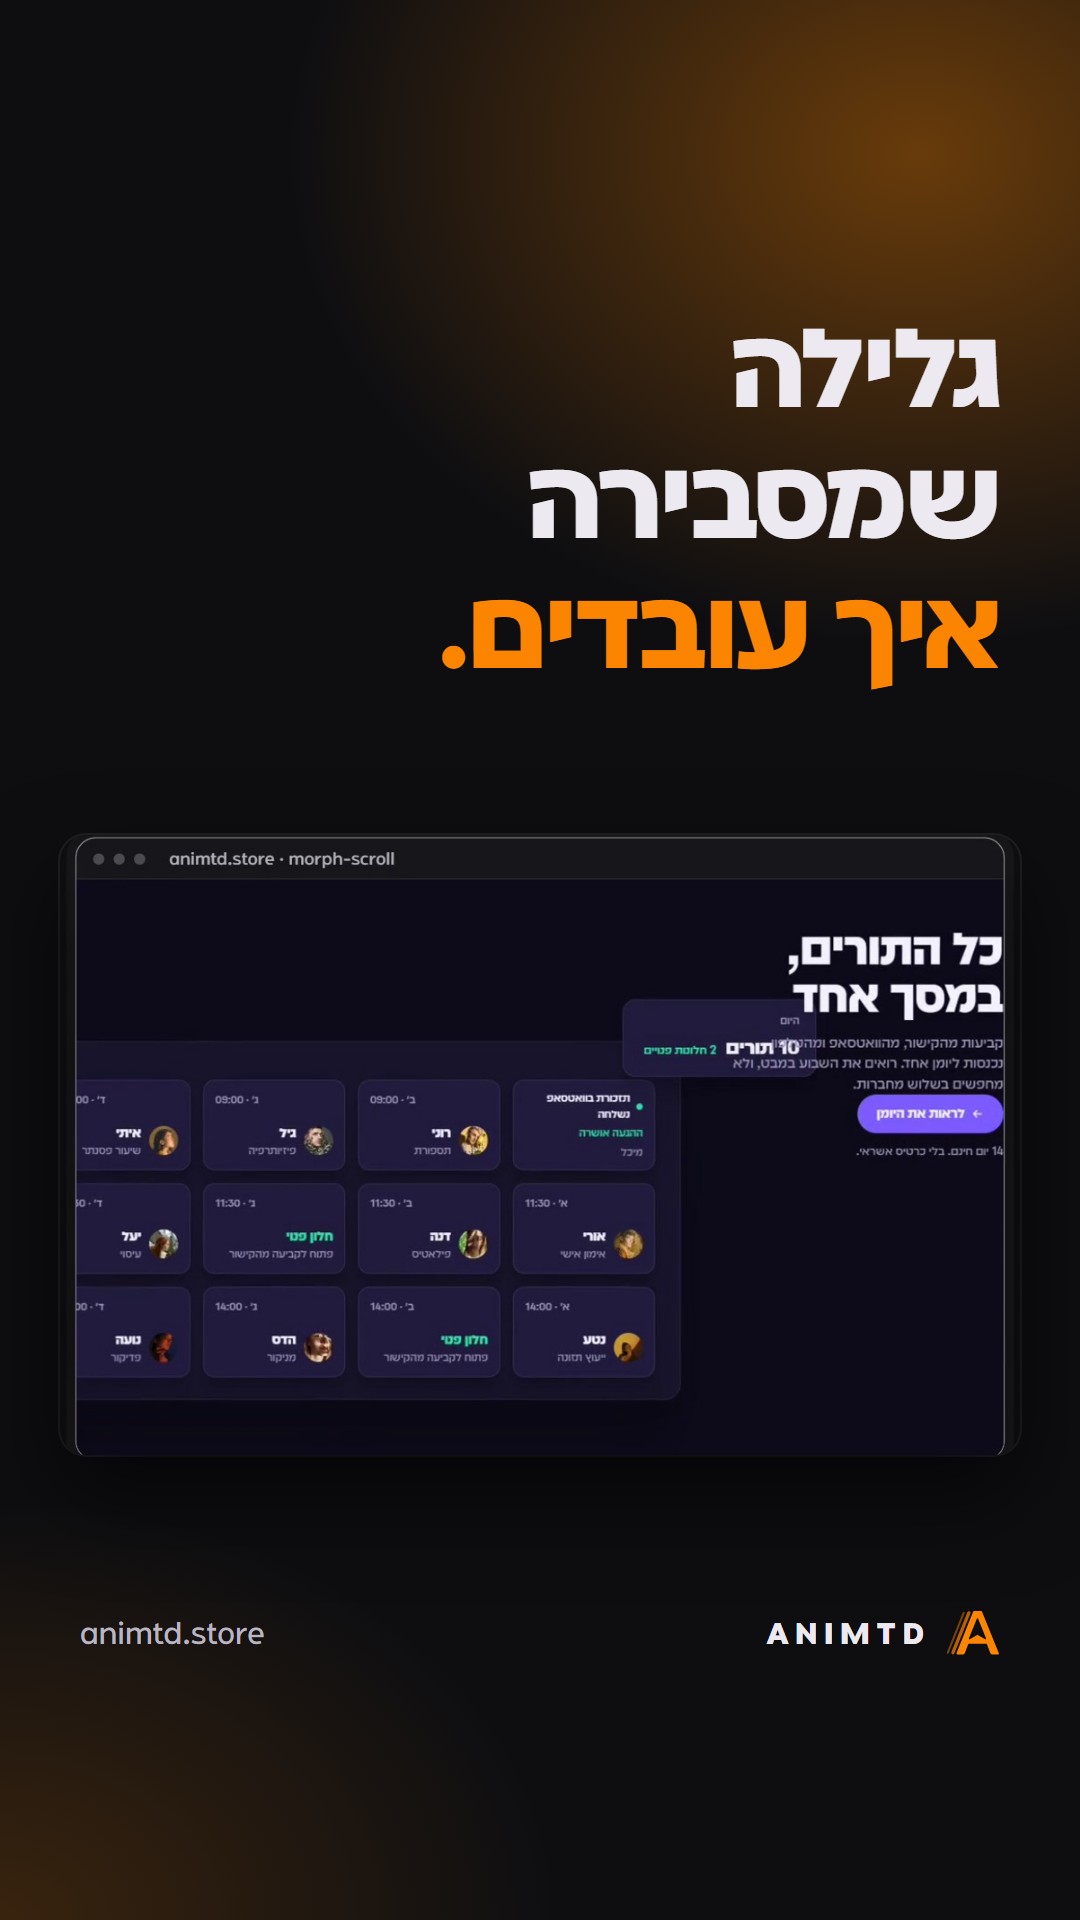 גלילה
שמסבירה
איך עובדים.
animtd.store · morph-scroll
כל התורים,
במסך אחד
קביעות מהקישור, מהוואטסאפ
נכנסות ליומן אחד. רואים את השבוע במבט, ולא
מחפשים בשלוש מחברות.
לראות את היומן ←
14 יום חינם. בלי כרטיס אשראי.
היום
10 תורים 2 חלונות פנויים
תזכורת בוואטסאפ
נשלחה
ההגעה אושרה
מיכל
ב׳ · 09:00
רוני
תספורת
ג׳ · 09:00
גיל
פיזיותרפיה
ד׳ · 00
איתי
שיעור פסנתר
א׳ · 11:30
אורי
אימון אישי
ב׳ · 11:30
דנה
פילאטיס
ג׳ · 11:30
חלון פנוי
פתוח לקביעה מהקישור
ד׳ · 30
יעל
עיסוי
א׳ · 14:00
נטע
ייעוץ תזונה
ב׳ · 14:00
חלון פנוי
פתוח לקביעה מהקישור
ג׳ · 14:00
הדס
מניקור
ד׳ · 00
נועה
פדיקור
ANIMTD
animtd.store